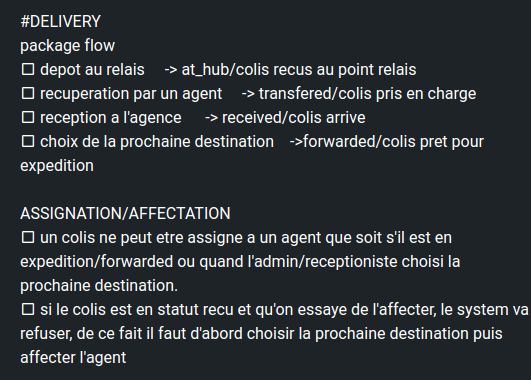 #DELIVERY
package flow
☐ depot au relais -> at_hub/colis recus au point relais
☐ recuperation par un agent -> transfered/colis pris en charge
☐ reception a l'agence -> received/colis arrive
☐ choix de la prochaine destination ->forwarded/colis pret pour
expedition

ASSIGNATION/AFFECTATION
☐ un colis ne peut etre assigne a un agent que soit s'il est en
expedition/forwarded ou quand l'admin/receptioniste choisi la
prochaine destination.
☐ si le colis est en statut recu et qu'on essaye de l'affecter, le system va
refuser, de ce fait il faut d'abord choisir la prochaine destination puis
affecter l'agent